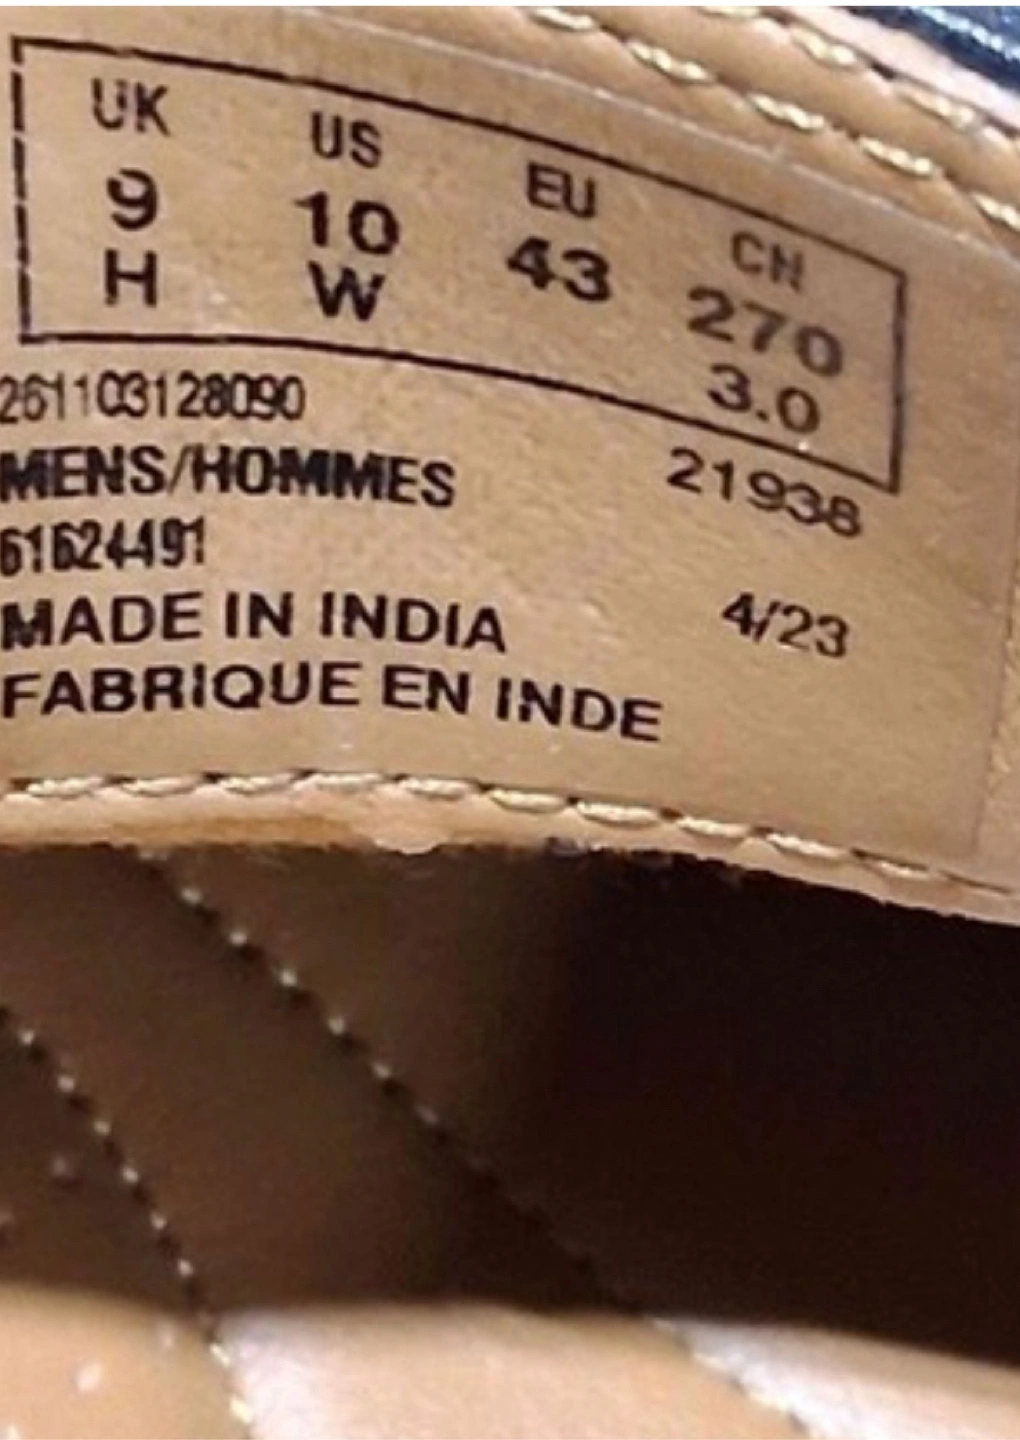 UK US EU CH
9 10 43 270
H W 3.0
261103128090
MENS/HOMMES 21938
61624491
MADE IN INDIA 4/23
FABRIQUE EN INDE